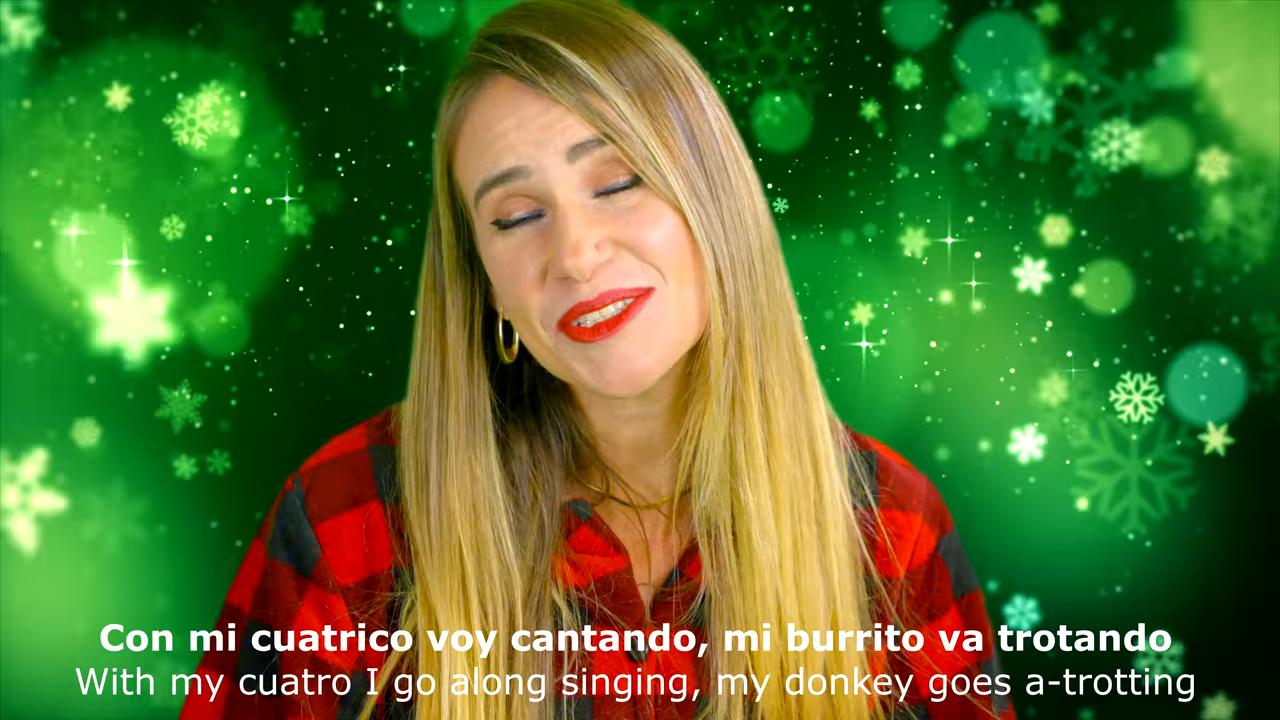 Con mi cuatrico voy cantando, mi burrito va trotando
With my cuatro I go along singing, my donkey goes a-trotting